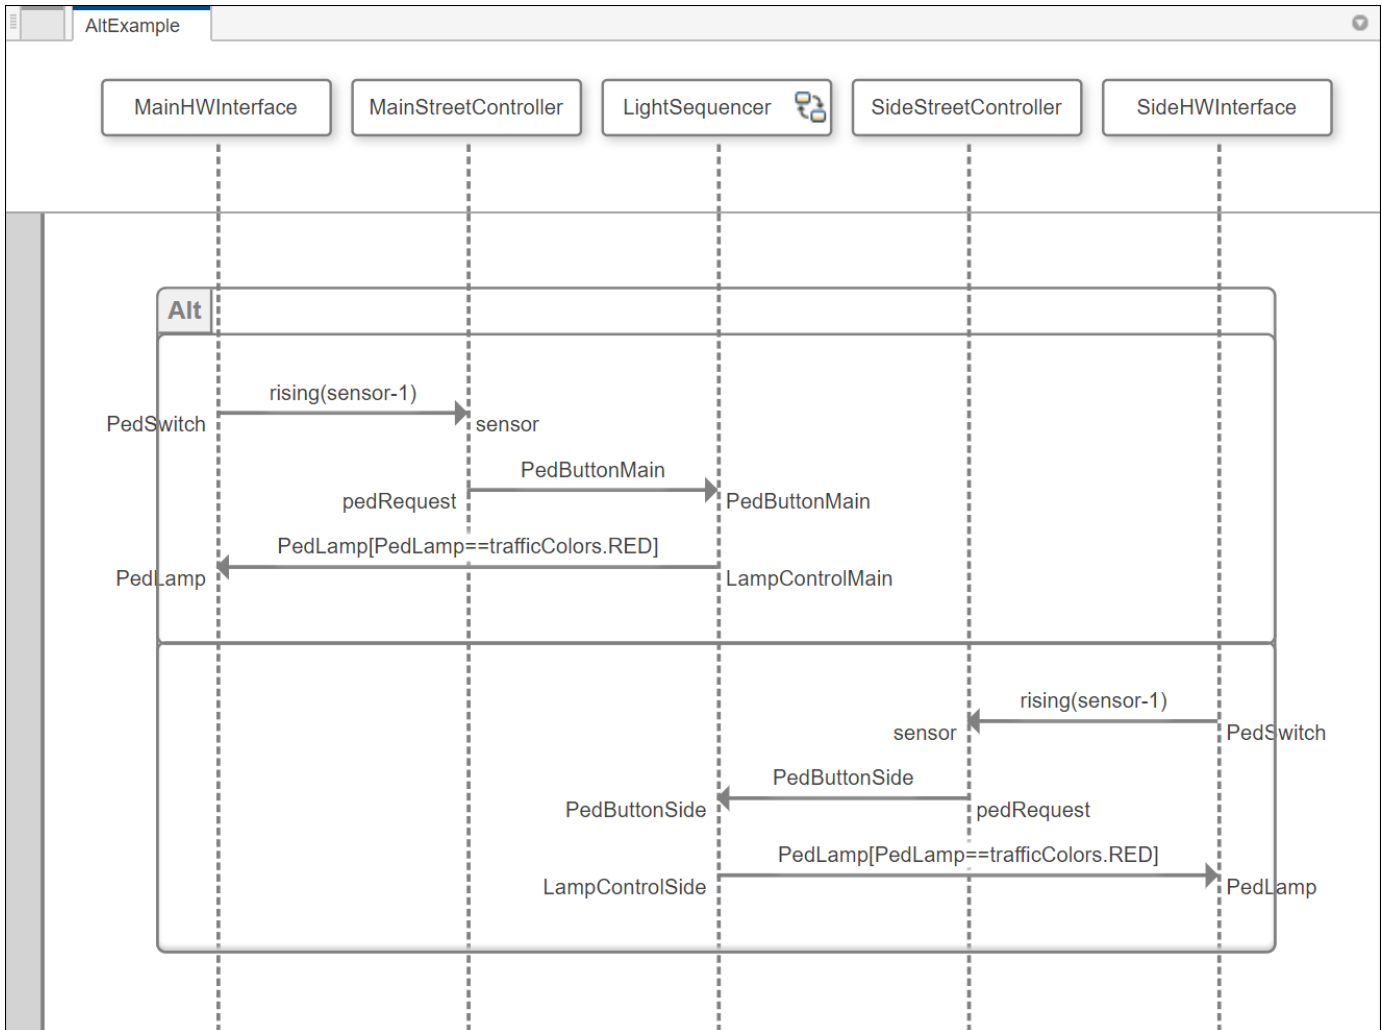 AltExample
MainHWInterface
MainStreetController
LightSequencer
SideStreetController
SideHWInterface
Alt
rising(sensor-1)
PedSwitch
sensor
PedButtonMain
pedRequest
PedButtonMain
PedLamp[PedLamp==trafficColors.RED]
PedLamp
LampControlMain
rising(sensor-1)
sensor
PedSwitch
PedButtonSide
PedButtonSide
pedRequest
PedLamp[PedLamp==trafficColors.RED]
LampControlSide
PedLamp